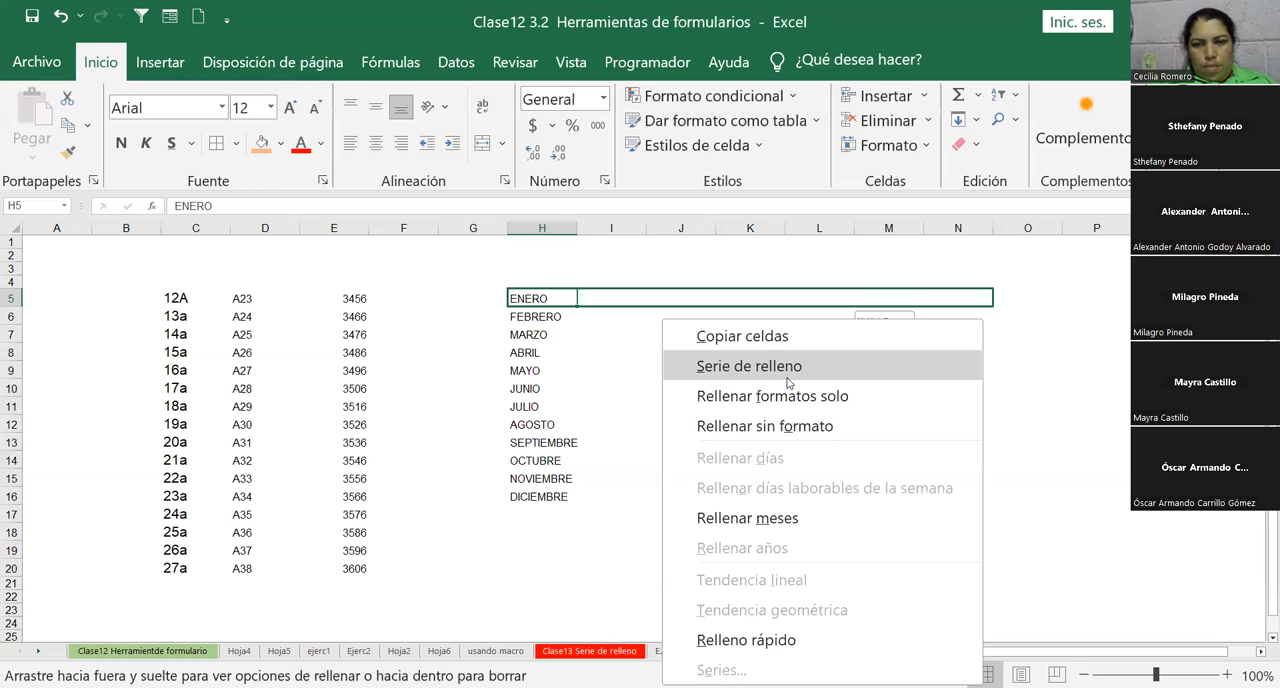 Clase12 3.2 Herramientas de formularios - Excel
Inic. ses.
Archivo Inicio Insertar Disposición de página Fórmulas Datos Revisar Vista Programador Ayuda ¿Qué desea hacer?
Pegar
Portapapeles
Arial 12
N K S
Fuente
Alineación
General
$ % 000
Número
Formato condicional
Dar formato como tabla
Estilos de celda
Estilos
Insertar
Eliminar
Formato
Celdas
Edición
Complemento
Complementos
H5 fx ENERO
A B C D E F G H I J K L M N O P
1
2
3
4
5 12A A23 3456 ENERO
6 13a A24 3466 FEBRERO
7 14a A25 3476 MARZO
8 15a A26 3486 ABRIL
9 16a A27 3496 MAYO
10 17a A28 3506 JUNIO
11 18a A29 3516 JULIO
12 19a A30 3526 AGOSTO
13 20a A31 3536 SEPTIEMBRE
14 21a A32 3546 OCTUBRE
15 22a A33 3556 NOVIEMBRE
16 23a A34 3566 DICIEMBRE
17 24a A35 3576
18 25a A36 3586
19 26a A37 3596
20 27a A38 3606
21
22
23
24
25
Copiar celdas
Serie de relleno
Rellenar formatos solo
Rellenar sin formato
Rellenar días
Rellenar días laborables de la semana
Rellenar meses
Rellenar años
Tendencia lineal
Tendencia geométrica
Relleno rápido
Series...
Clase12 Herramientde formulario Hoja4 Hoja5 ejerc1 Ejerc2 Hoja2 Hoja6 usando macro Clase13 Serie de relleno
Arrastre hacia fuera y suelte para ver opciones de rellenar o hacia dentro para borrar
100%
Cecilia Romero
Sthefany Penado
Sthefany Penado
Alexander Antoni...
Alexander Antonio Godoy Alvarado
Milagro Pineda
Milagro Pineda
Mayra Castillo
Mayra Castillo
Óscar Armando C...
Óscar Armando Carrillo Gómez